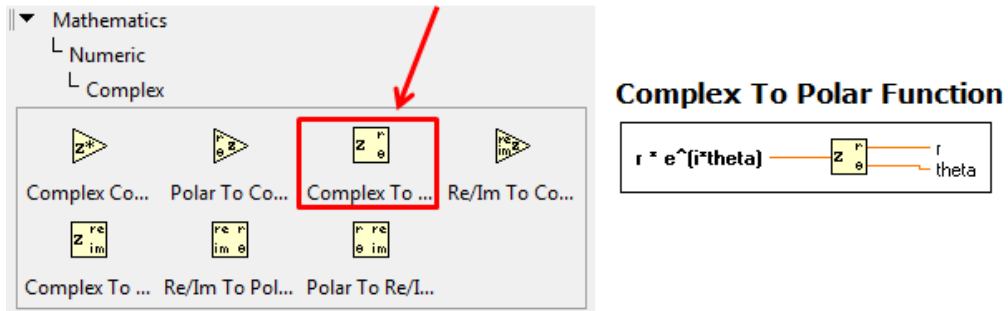 Mathematics
Numeric
Complex
z*
r θ z
z r θ
re im z
Complex Co...
Polar To Co...
Complex To ...
Re/Im To Co...
z re im
re im r θ
r θ re im
Complex To ...
Re/Im To Pol...
Polar To Re/I...
Complex To Polar Function
r * e^(i*theta)
z r θ
r
theta